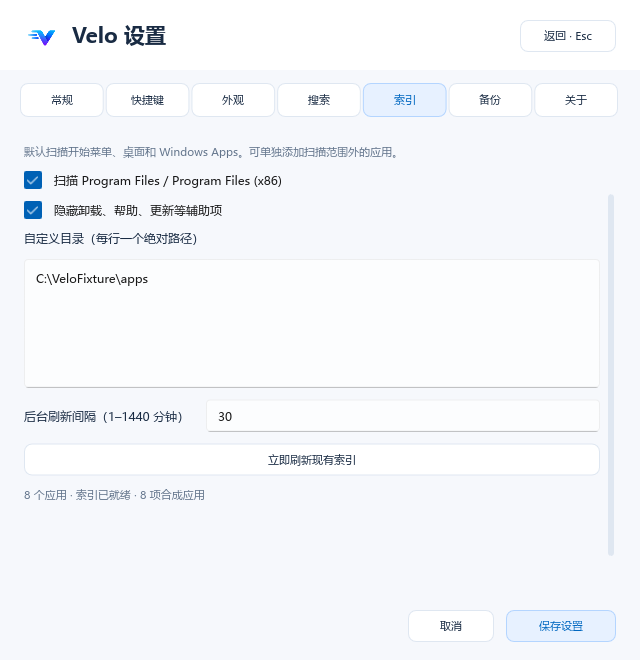 Velo 设置
返回 · Esc
常规
快捷键
外观
搜索
索引
备份
关于
默认扫描开始菜单、桌面和 Windows Apps。可单独添加扫描范围外的应用。
扫描 Program Files / Program Files (x86)
隐藏卸载、帮助、更新等辅助项
自定义目录（每行一个绝对路径）
C:\VeloFixture\apps
后台刷新间隔（1–1440 分钟）
30
立即刷新现有索引
8 个应用 · 索引已就绪 · 8 项合成应用
取消
保存设置